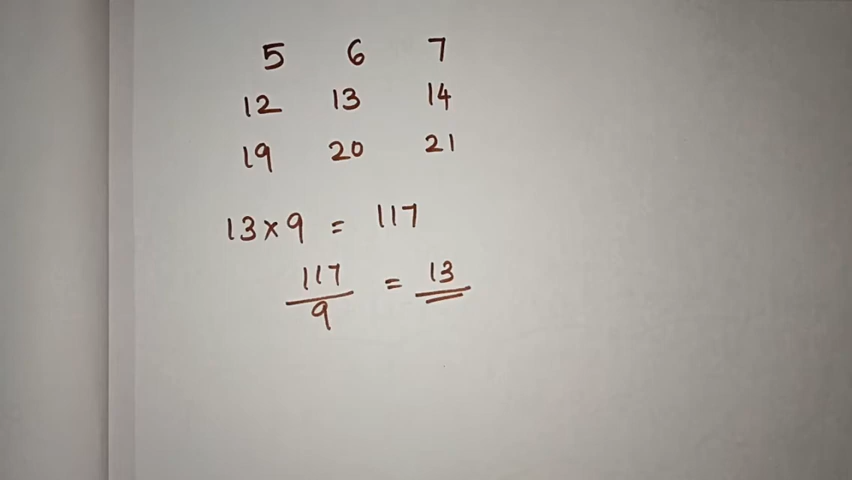 5 6 7
12 13 14
19 20 21
13 × 9 = 117
117 = 13
9